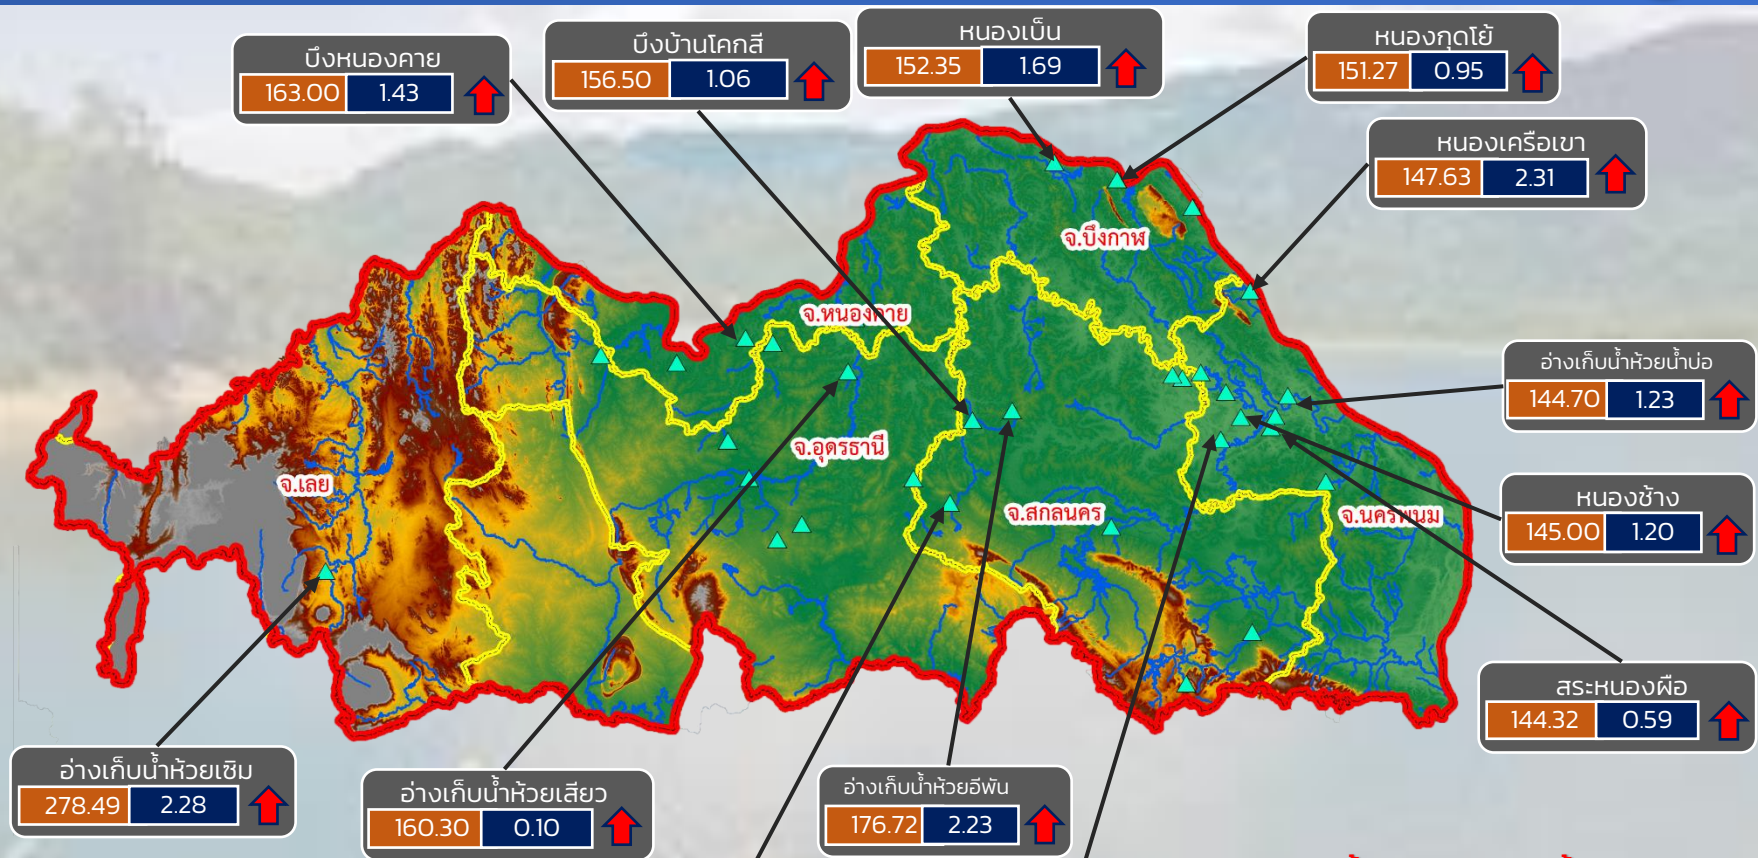 บึงหนองคาย
163.00 1.43
บึงบ้านโคกสี
156.50 1.06
หนองเบ็น
152.35 1.69
หนองกุดโย้
151.27 0.95
หนองเครือเขา
147.63 2.31
จ.บึงกาฬ
จ.หนองคาย
จ.อุดรธานี
จ.เลย
จ.สกลนคร
จ.นครพนม
อ่างเก็บน้ำห้วยน้ำบ่อ
144.70 1.23
หนองช้าง
145.00 1.20
สระหนองผือ
144.32 0.59
อ่างเก็บน้ำห้วยเซิม
278.49 2.28
อ่างเก็บน้ำห้วยเสียว
160.30 0.10
อ่างเก็บน้ำห้วยอีพัน
176.72 2.23